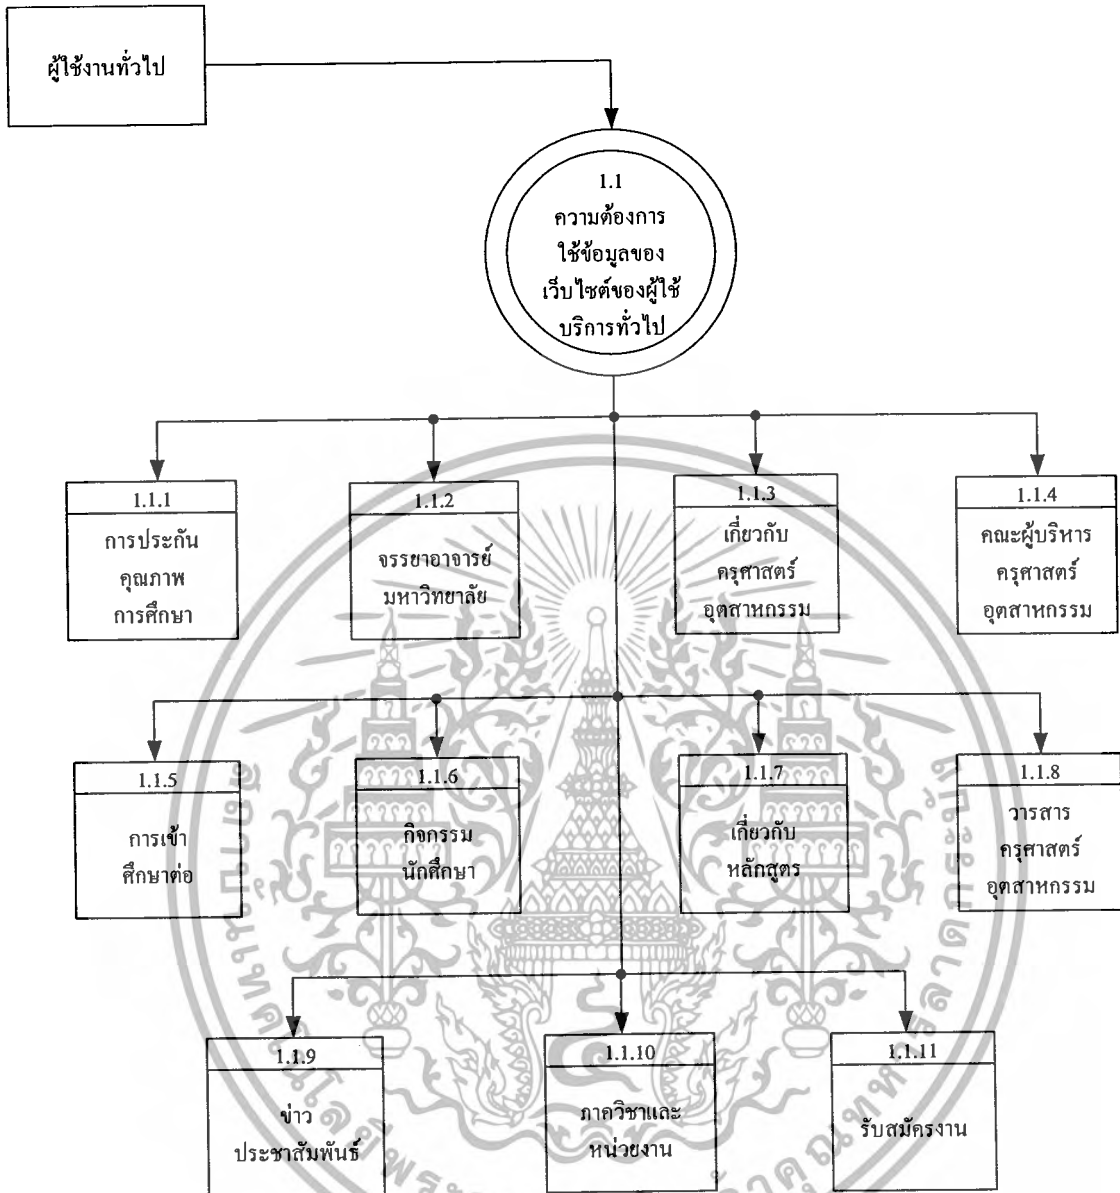 ผู้ใช้งานทั่วไป
1.1
ความต้องการ
ใช้ข้อมูลของ
เว็บไซต์ของผู้ใช้
บริการทั่วไป
1.1.1
การประกัน
คุณภาพ
การศึกษา
1.1.2
จรรยาอาจารย์
มหาวิทยาลัย
1.1.3
เกี่ยวกับ
ครุศาสตร์
อุตสาหกรรม
1.1.4
คณะผู้บริหาร
ครุศาสตร์
อุตสาหกรรม
1.1.5
การเข้า
ศึกษาต่อ
1.1.6
กิจกรรม
นักศึกษา
1.1.7
เกี่ยวกับ
หลักสูตร
1.1.8
วารสาร
ครุศาสตร์
อุตสาหกรรม
1.1.9
ข่าว
ประชาสัมพันธ์
1.1.10
ภาควิชาและ
หน่วยงาน
1.1.11
รับสมัครงาน